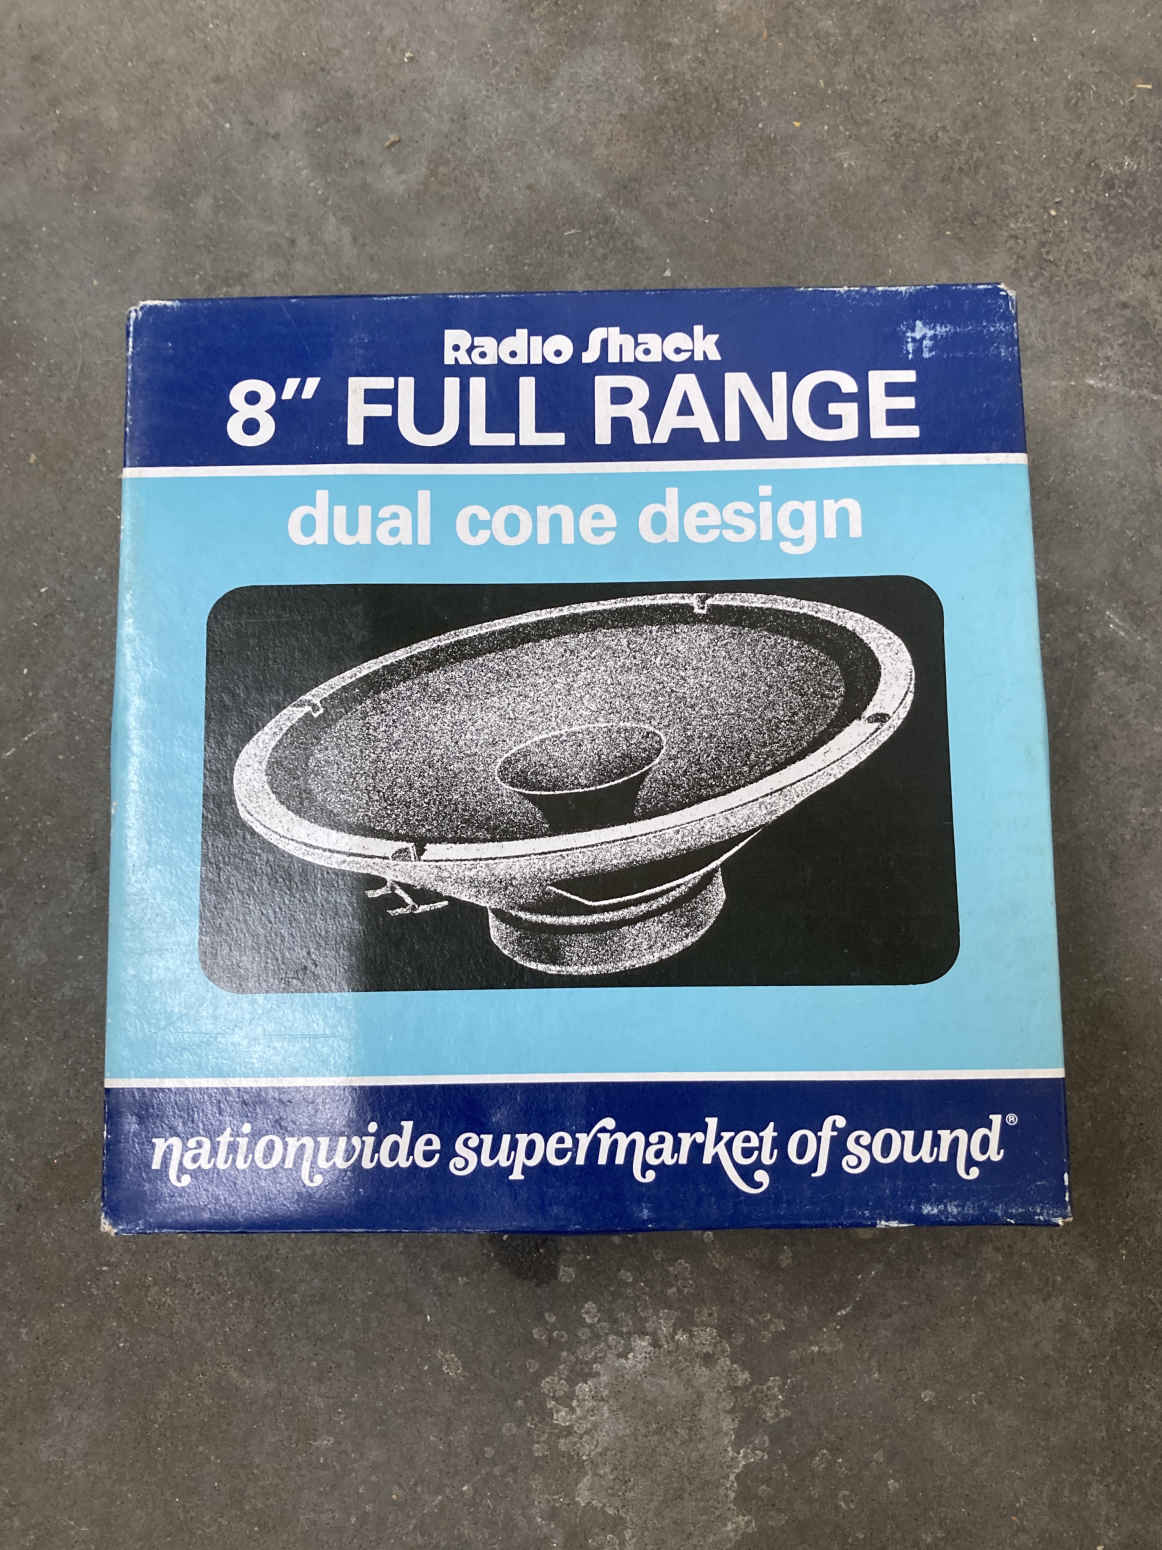 Radio Shack
8" FULL RANGE
dual cone design
nationwide supermarket of sound®